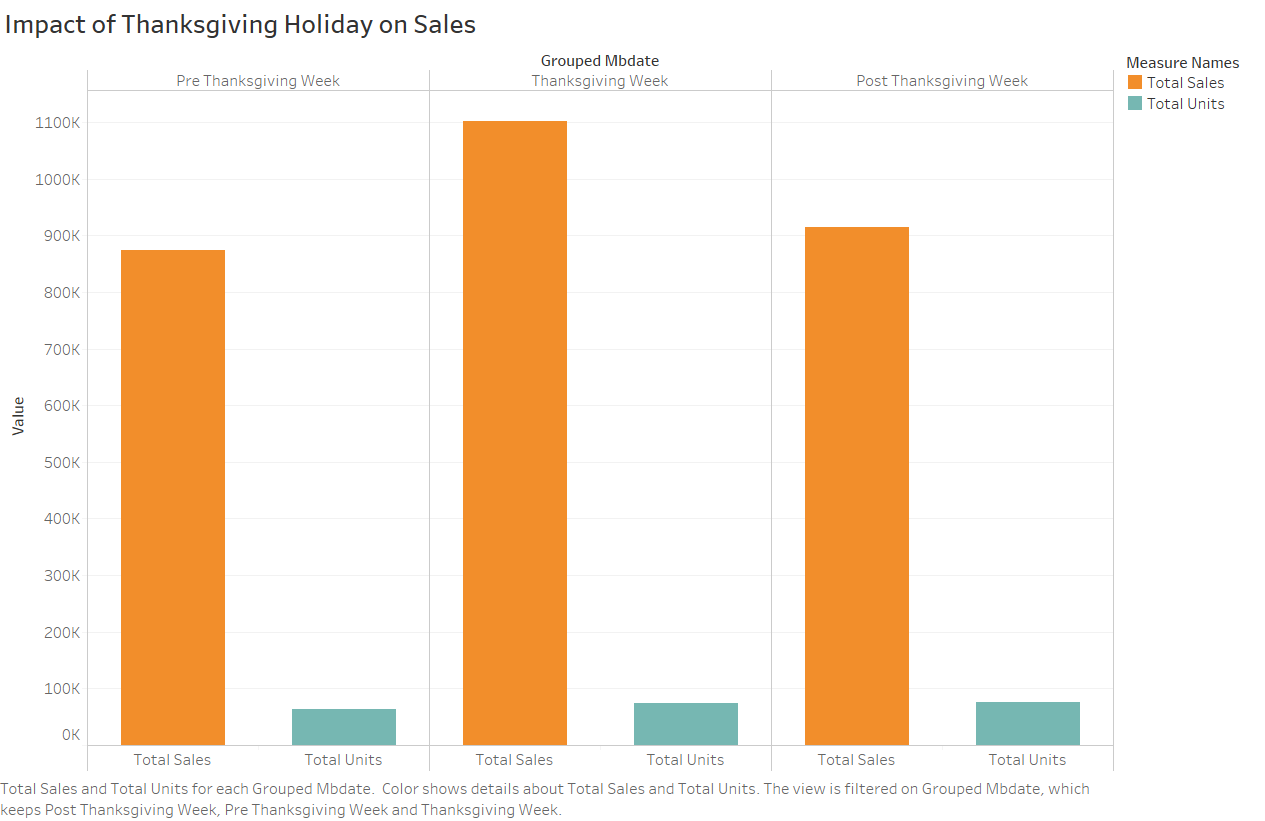 Impact of Thanksgiving Holiday on Sales
Grouped Mbdate
Pre Thanksgiving Week
Thanksgiving Week
Post Thanksgiving Week
Measure Names
Total Sales
Total Units
1100K
1000K
900K
800K
700K
600K
500K
400K
300K
200K
100K
0K
Value
Total Sales
Total Units
Total Sales
Total Units
Total Sales
Total Units
Total Sales and Total Units for each Grouped Mbdate.  Color shows details about Total Sales and Total Units. The view is filtered on Grouped Mbdate, which
keeps Post Thanksgiving Week, Pre Thanksgiving Week and Thanksgiving Week.